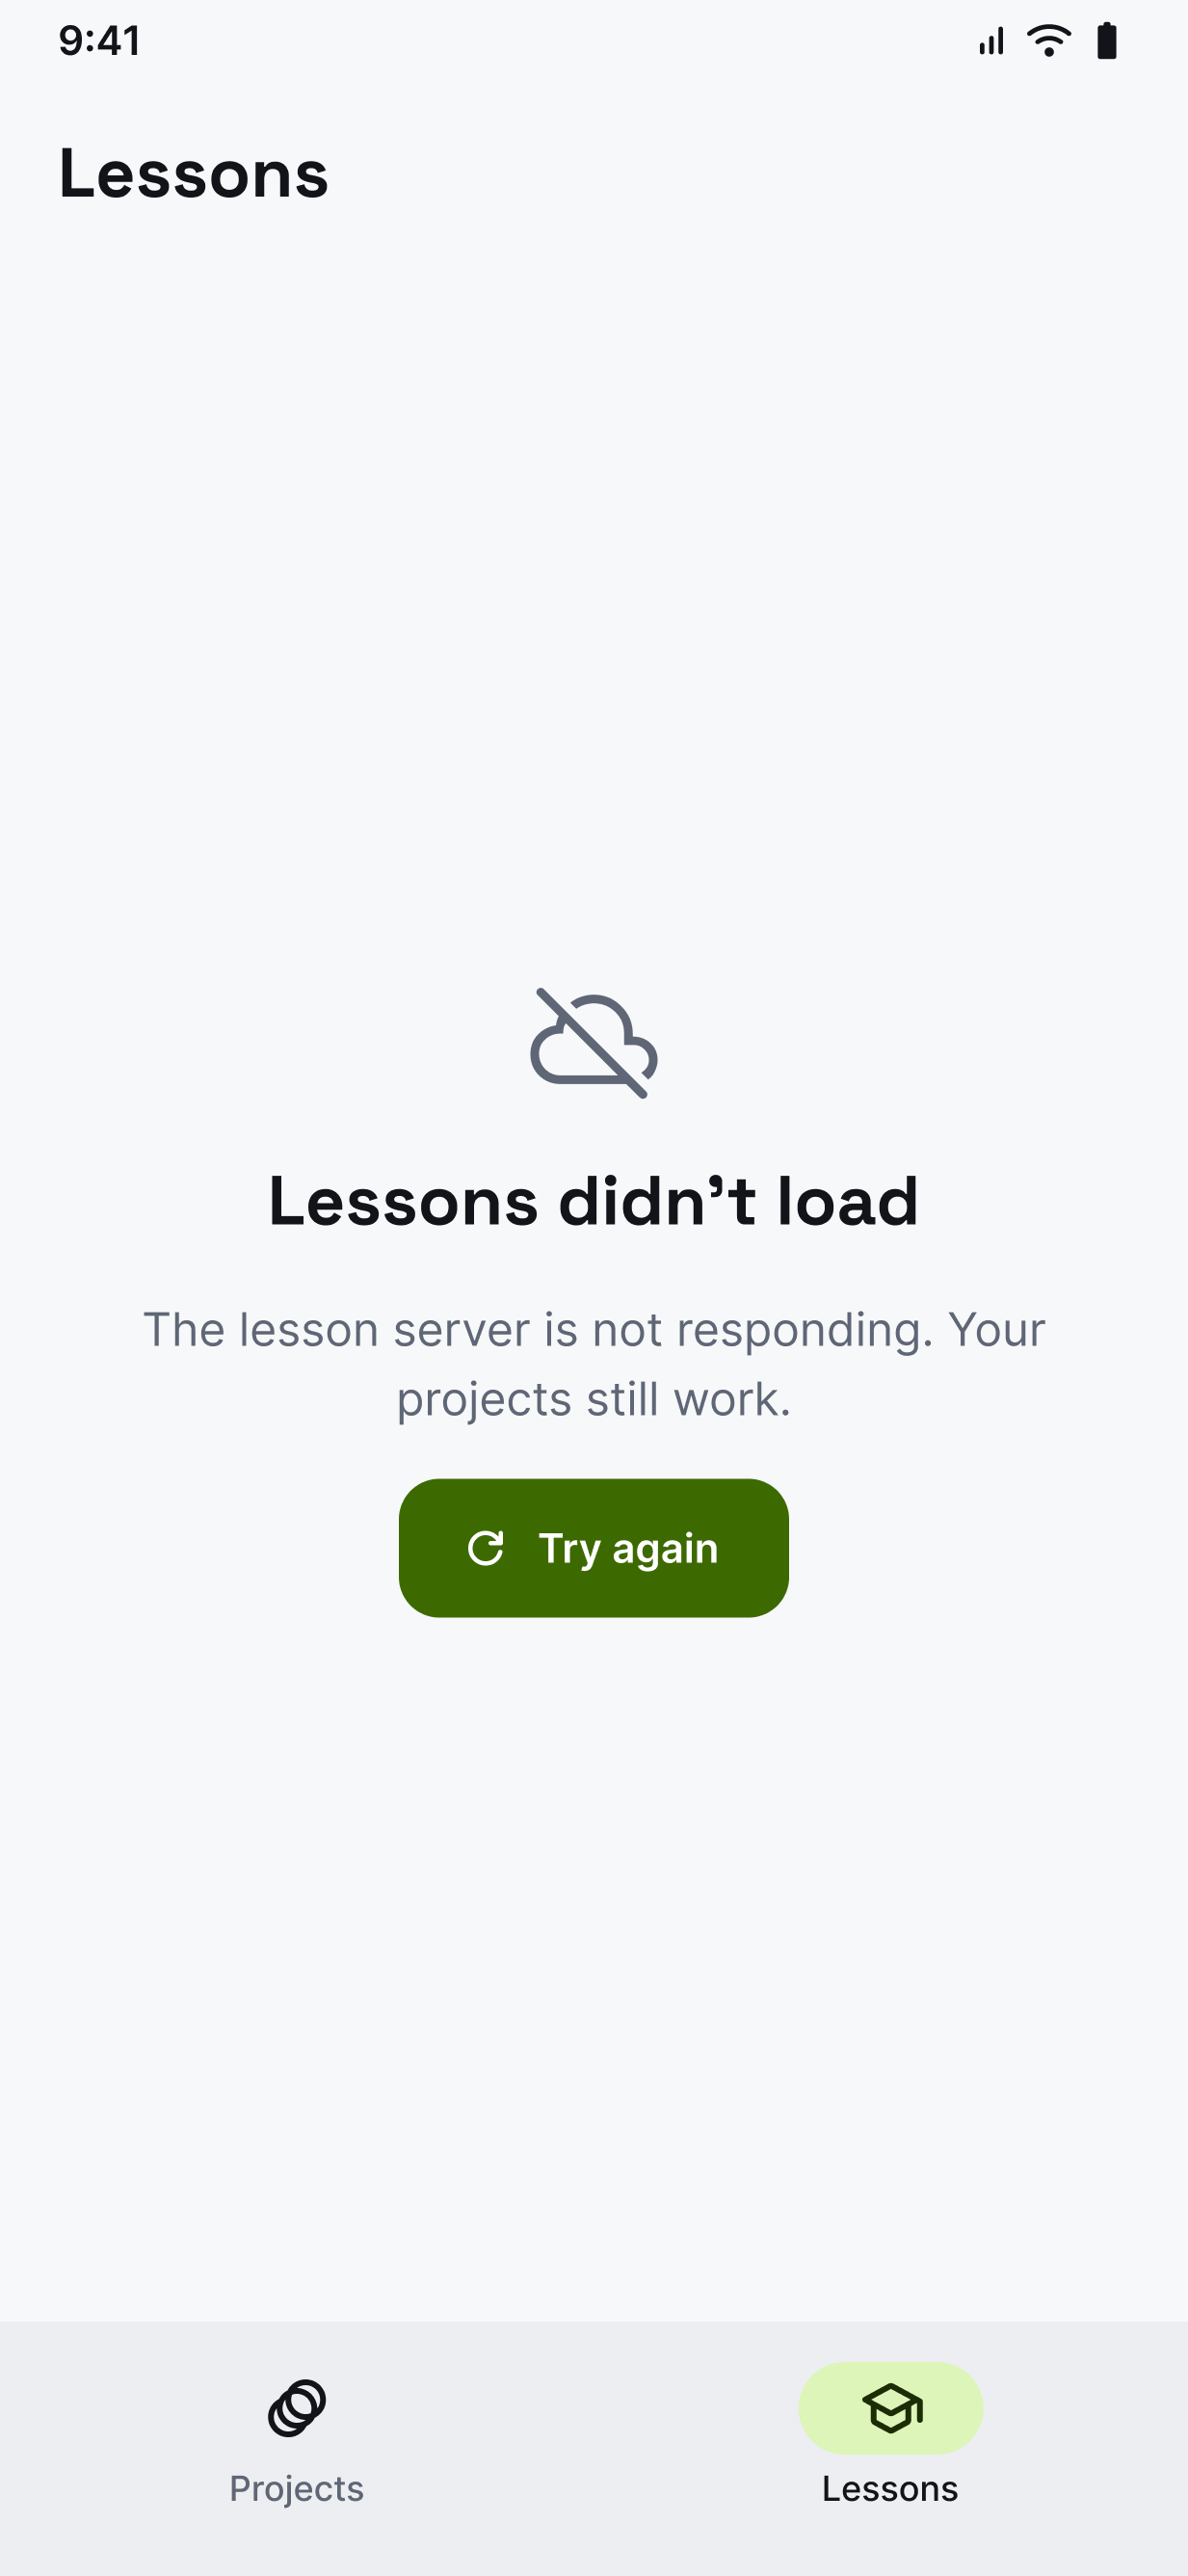 9:41
Lessons
Lessons didn’t load
The lesson server is not responding. Your
projects still work.
Try again
Projects
Lessons